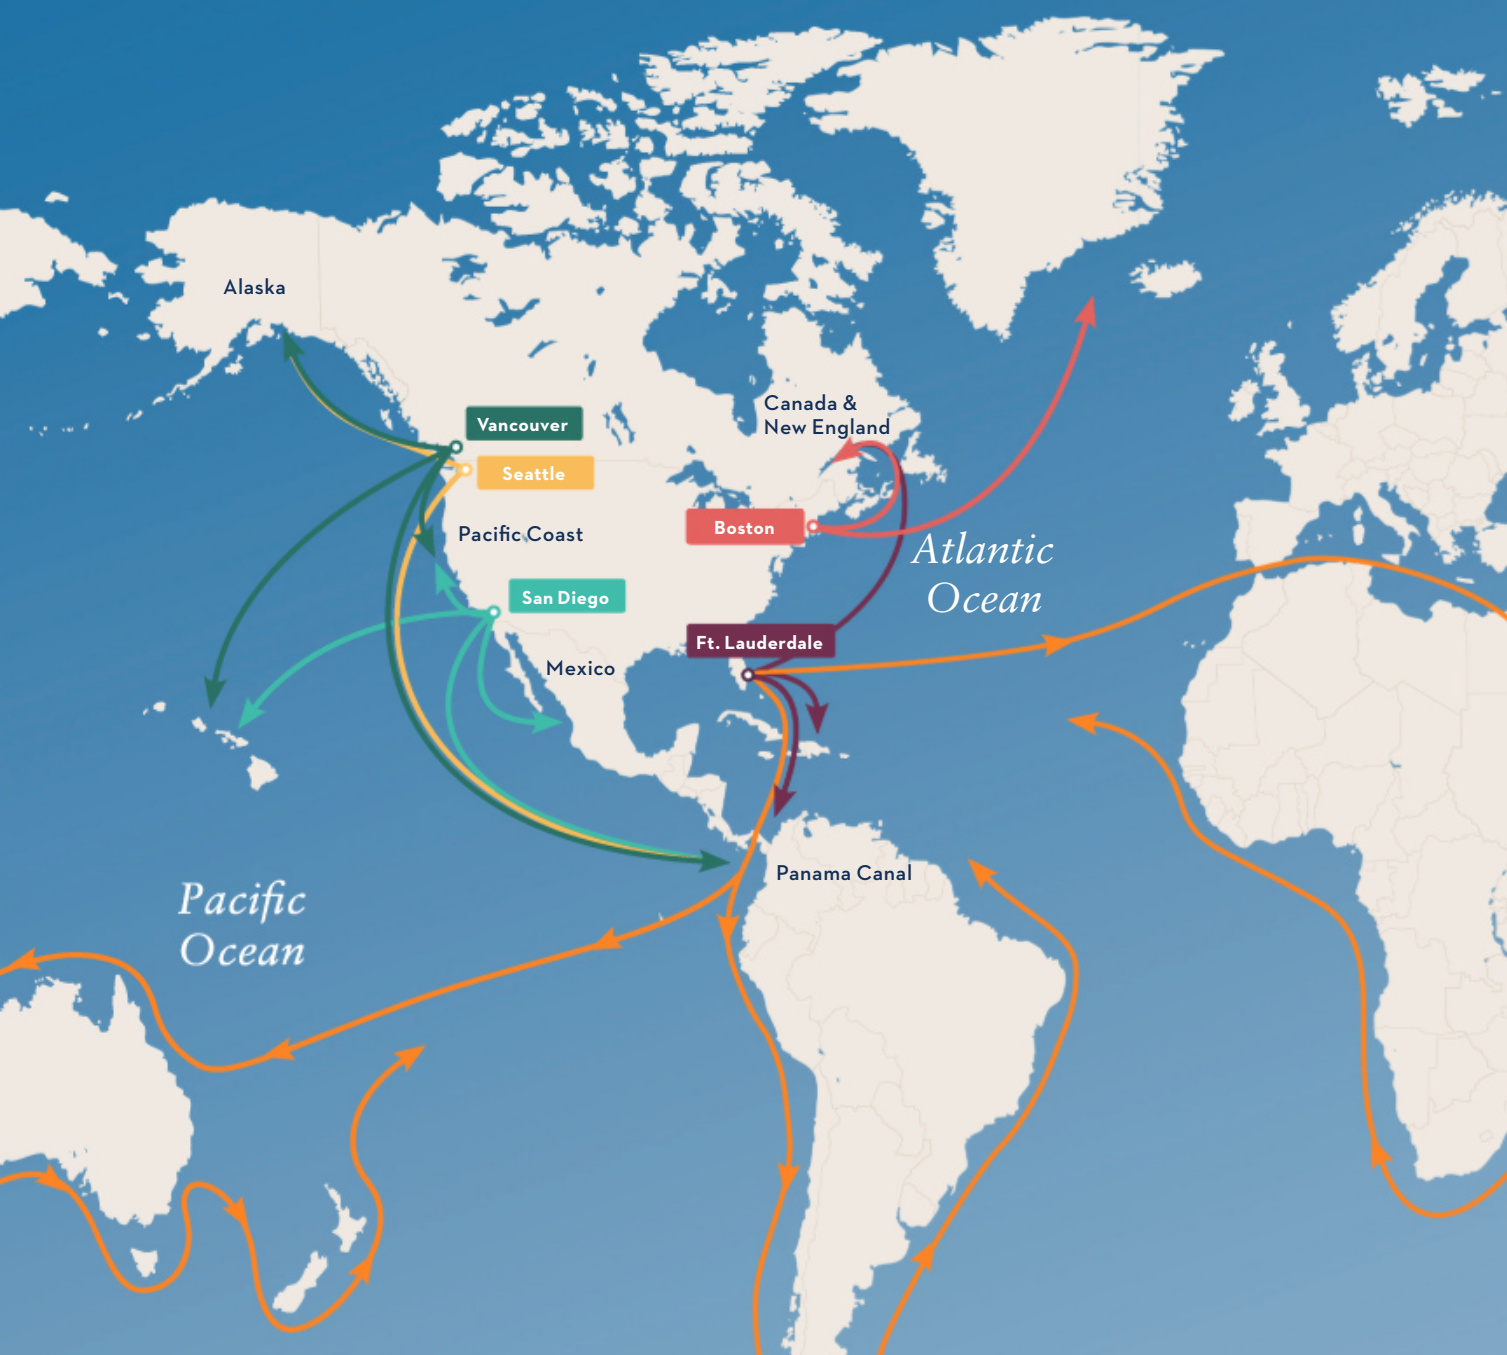 Alaska
Vancouver
Seattle
Canada &
New England
Pacific Coast
Boston
Atlantic
Ocean
San Diego
Ft. Lauderdale
Mexico
Panama Canal
Pacific
Ocean